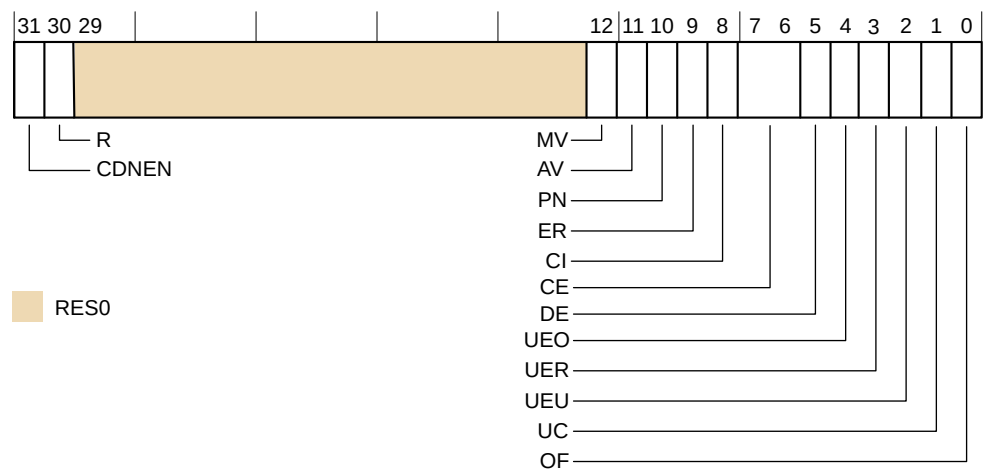 31 30 29 12 11 10 9 8 7 6 5 4 3 2 1 0
R MV
CDNEN AV
PN
ER
CI
CE
RES0 DE
UEO
UER
UEU
UC
OF